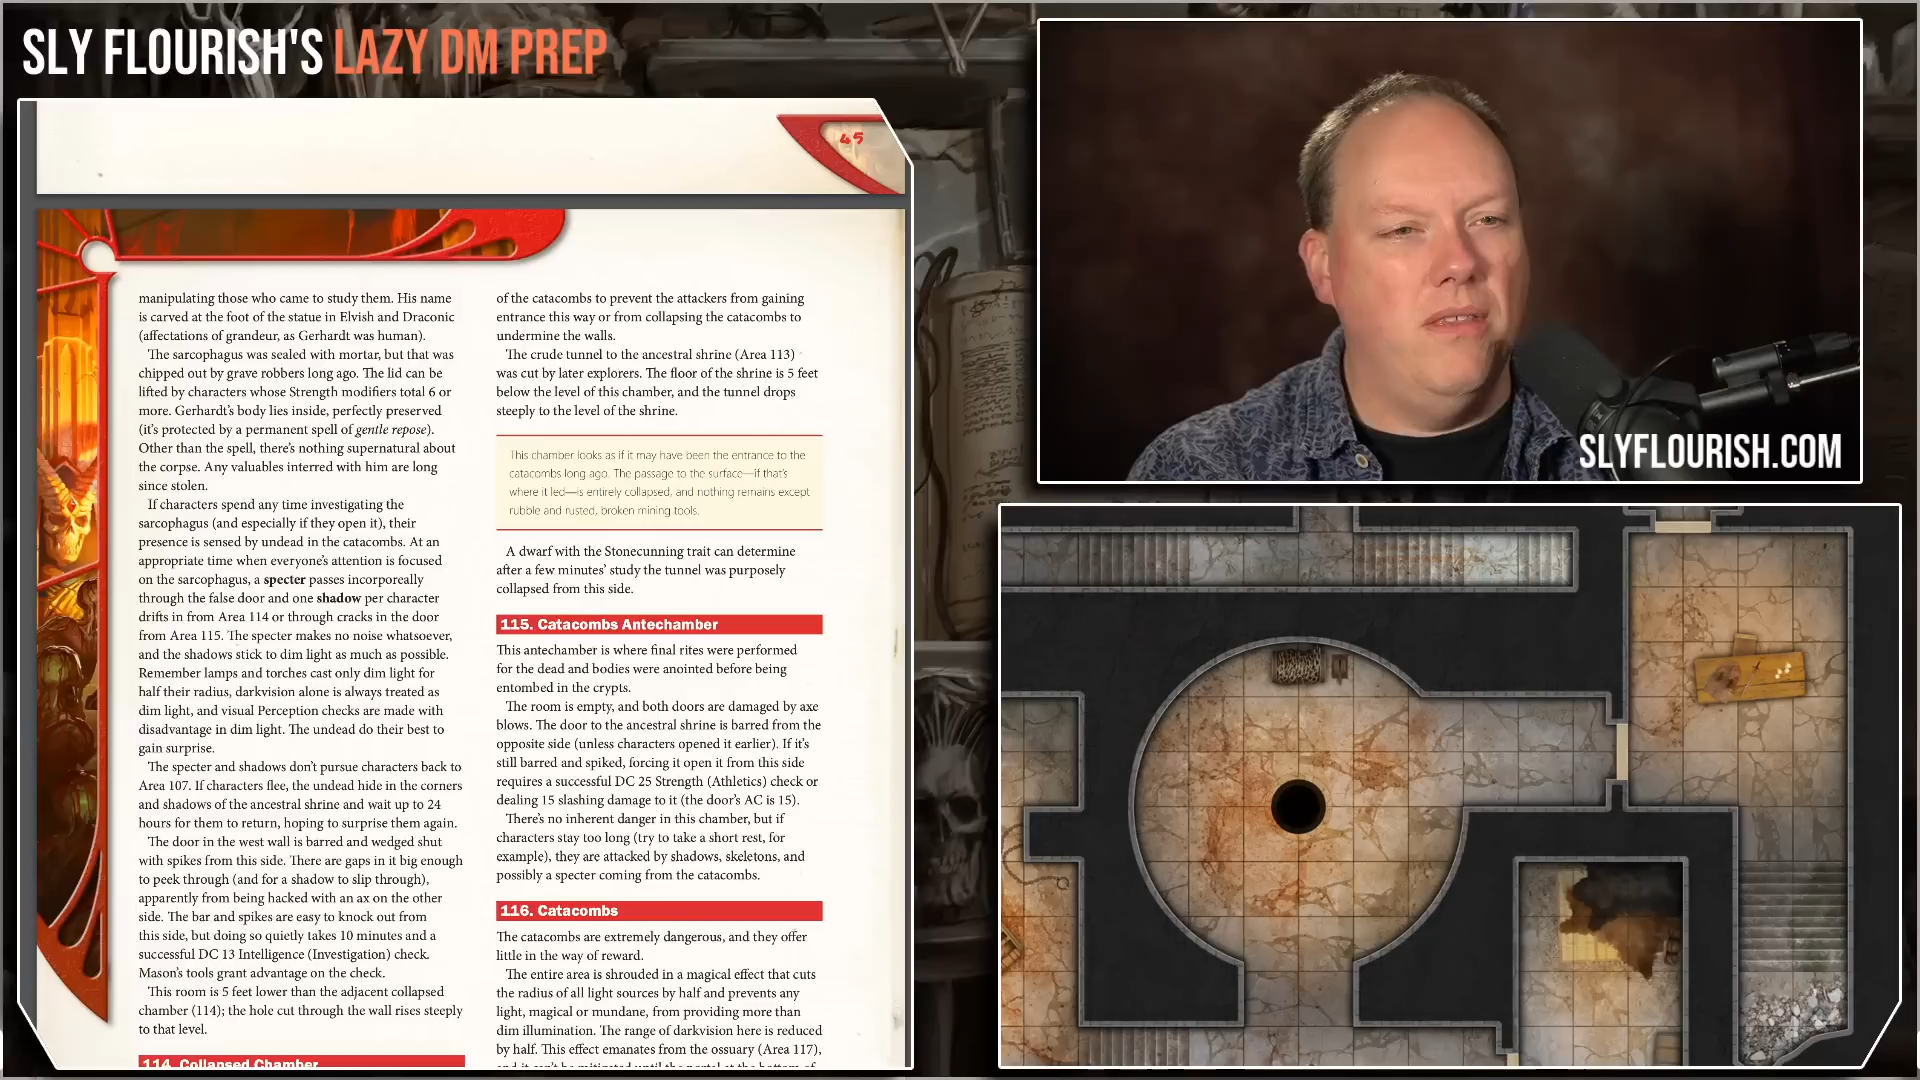 SLY FLOURISH'S LAZY DM PREP
45
manipulating those who came to study them. His name
is carved at the foot of the statue in Elvish and Draconic
(affectations of grandeur, as Gerhardt was human).
The sarcophagus was sealed with mortar, but that was
chipped out by grave robbers long ago. The lid can be
lifted by characters whose Strength modifiers total 6 or
more. Gerhardt's body lies inside, perfectly preserved
(it's protected by a permanent spell of gentle repose).
Other than the spell, there's nothing supernatural about
the corpse. Any valuables interred with him are long
since stolen.
If characters spend any time investigating the
sarcophagus (and especially if they open it), their
presence is sensed by undead in the catacombs. At an
appropriate time when everyone's attention is focused
on the sarcophagus, a specter passes incorporeally
through the false door and one shadow per character
drifts in from Area 114 or through cracks in the door
from Area 115. The specter makes no noise whatsoever,
and the shadows stick to dim light as much as possible.
Remember lamps and torches cast only dim light for
half their radius, darkvision alone is always treated as
dim light, and visual Perception checks are made with
disadvantage in dim light. The undead do their best to
gain surprise.
The specter and shadows don't pursue characters back to
Area 107. If characters flee, the undead hide in the corners
and shadows of the ancestral shrine and wait up to 24
hours for them to return, hoping to surprise them again.
The door in the west wall is barred and wedged shut
with spikes from this side. There are gaps in it big enough
to peek through (and for a shadow to slip through),
apparently from being hacked with an ax on the other
side. The bar and spikes are easy to knock out from
this side, but doing so quietly takes 10 minutes and a
successful DC 13 Intelligence (Investigation) check.
Mason's tools grant advantage on the check.
This room is 5 feet lower than the adjacent collapsed
chamber (114); the hole cut through the wall rises steeply
to that level.
114. Collapsed Chamber
of the catacombs to prevent the attackers from gaining
entrance this way or from collapsing the catacombs to
undermine the walls.
The crude tunnel to the ancestral shrine (Area 113)
was cut by later explorers. The floor of the shrine is 5 feet
below the level of this chamber, and the tunnel drops
steeply to the level of the shrine.
This chamber looks as if it may have been the entrance to the
catacombs long ago. The passage to the surface—if that's
where it led—is entirely collapsed, and nothing remains except
rubble and rusted, broken mining tools.
A dwarf with the Stonecunning trait can determine
after a few minutes' study the tunnel was purposely
collapsed from this side.
115. Catacombs Antechamber
This antechamber is where final rites were performed
for the dead and bodies were anointed before being
entombed in the crypts.
The room is empty, and both doors are damaged by axe
blows. The door to the ancestral shrine is barred from the
opposite side (unless characters opened it earlier). If it's
still barred and spiked, forcing it open it from this side
requires a successful DC 25 Strength (Athletics) check or
dealing 15 slashing damage to it (the door's AC is 15).
There's no inherent danger in this chamber, but if
characters stay too long (try to take a short rest, for
example), they are attacked by shadows, skeletons, and
possibly a specter coming from the catacombs.
116. Catacombs
The catacombs are extremely dangerous, and they offer
little in the way of reward.
The entire area is shrouded in a magical effect that cuts
the radius of all light sources by half and prevents any
light, magical or mundane, from providing more than
dim illumination. The range of darkvision here is reduced
by half. This effect emanates from the ossuary (Area 117),
and it can't be mitigated until the portal at the bottom of
SLYFLOURISH.COM